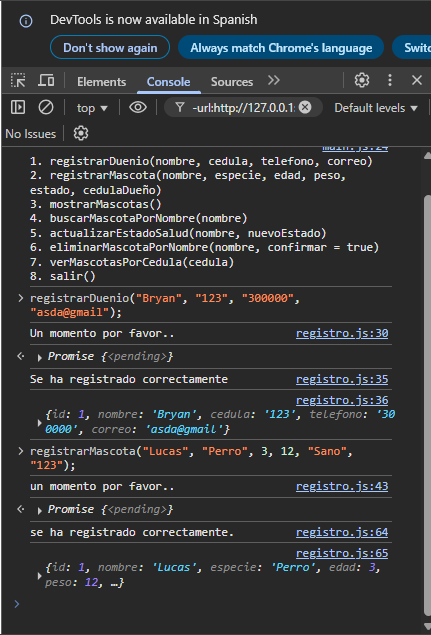 DevTools is now available in Spanish
Don't show again Always match Chrome's language Switc
Elements Console Sources
top -url:http://127.0.0.1: Default levels
No Issues
main.js:24
1. registrarDuenio(nombre, cedula, telefono, correo)
2. registrarMascota(nombre, especie, edad, peso,
estado, cedulaDueño)
3. mostrarMascotas()
4. buscarMascotaPorNombre(nombre)
5. actualizarEstadoSalud(nombre, nuevoEstado)
6. eliminarMascotaPorNombre(nombre, confirmar = true)
7. verMascotasPorCedula(cedula)
8. salir()
registrarDuenio("Bryan", "123", "300000",
"asda@gmail");
Un momento por favor.. registro.js:30
Promise {<pending>}
Se ha registrado correctamente registro.js:35
registro.js:36
{id: 1, nombre: 'Bryan', cedula: '123', telefono: '30
0000', correo: 'asda@gmail'}
registrarMascota("Lucas", "Perro", 3, 12, "Sano",
"123");
un momento por favor.. registro.js:43
Promise {<pending>}
se ha registrado correctamente. registro.js:64
registro.js:65
{id: 1, nombre: 'Lucas', especie: 'Perro', edad: 3,
peso: 12, …}